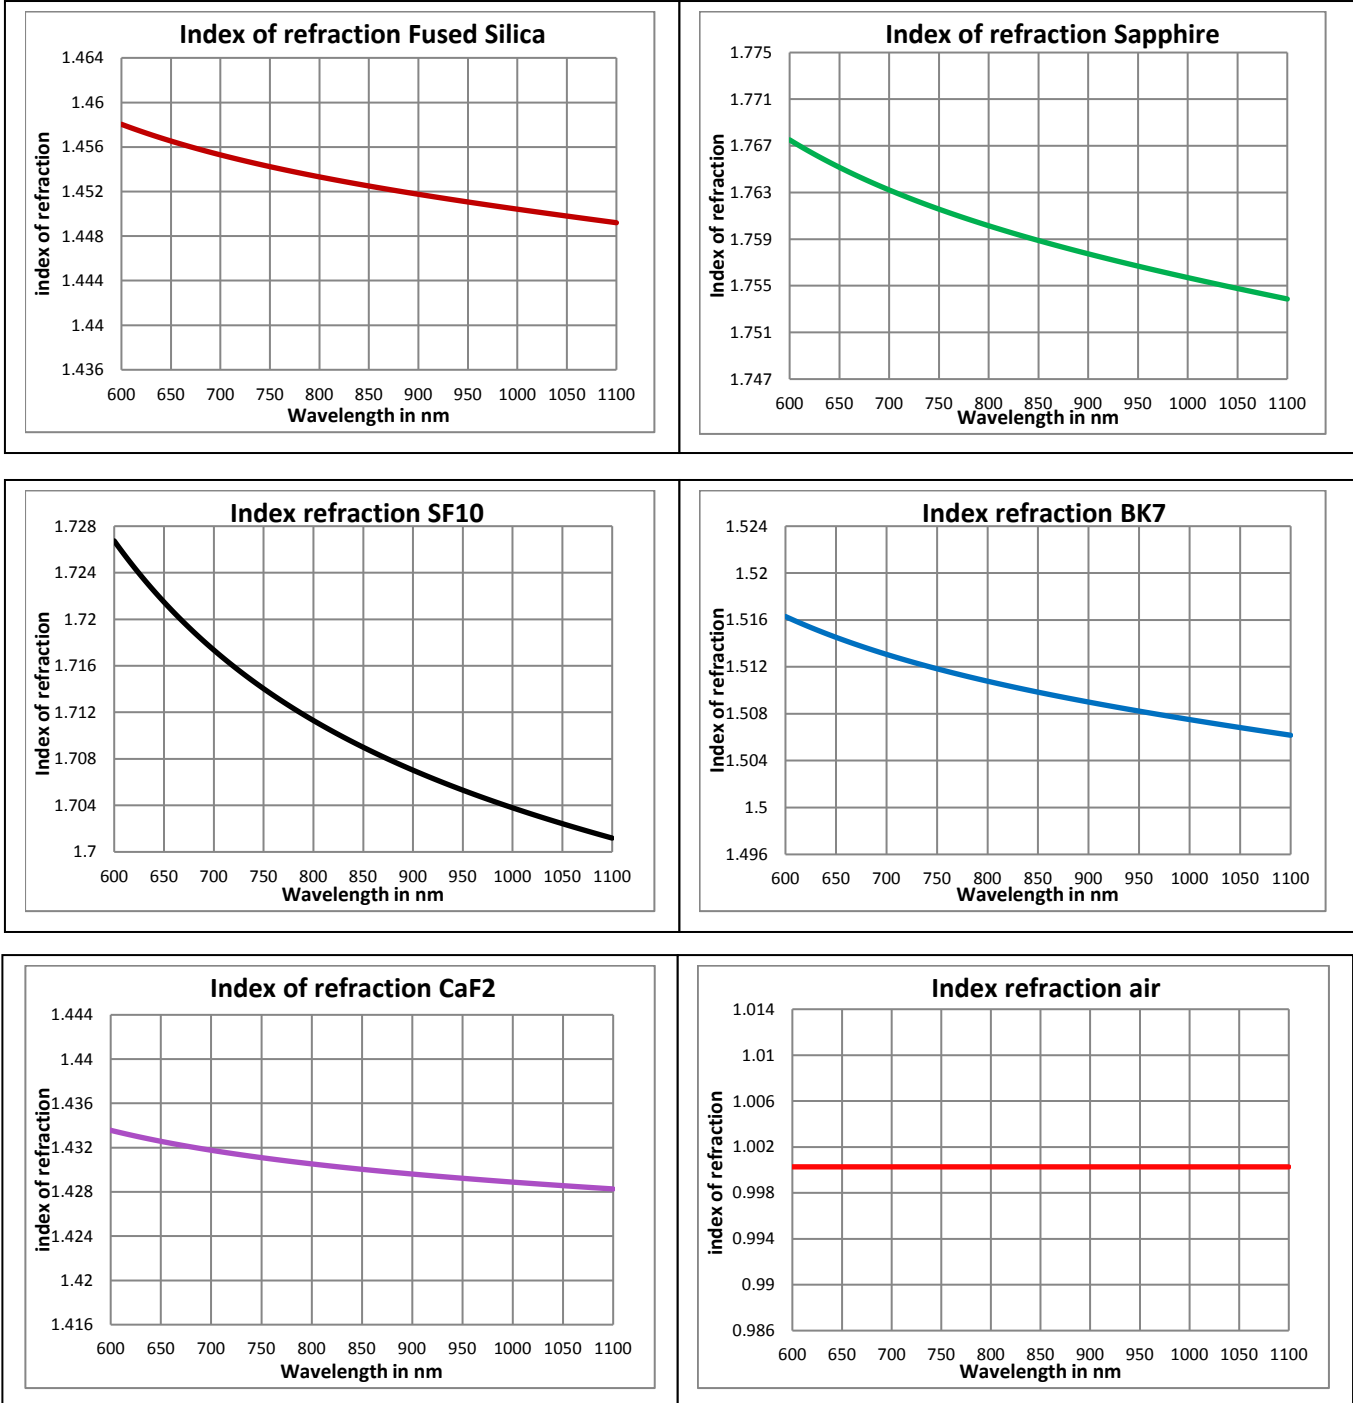 Index of refraction Fused Silica
1.464
1.46
1.456
1.452
1.448
1.444
1.44
1.436
index of refraction
600 650 700 750 800 850 900 950 1000 1050 1100
Wavelength in nm
Index of refraction Sapphire
1.775
1.771
1.767
1.763
1.759
1.755
1.751
1.747
Index of refraction
600 650 700 750 800 850 900 950 1000 1050 1100
Wavelength in nm
Index refraction SF10
1.728
1.724
1.72
1.716
1.712
1.708
1.704
1.7
Index of refraction
600 650 700 750 800 850 900 950 1000 1050 1100
Wavelength in nm
Index refraction BK7
1.524
1.52
1.516
1.512
1.508
1.504
1.5
1.496
Index of refraction
600 650 700 750 800 850 900 950 1000 1050 1100
Wavelength in nm
Index of refraction CaF2
1.444
1.44
1.436
1.432
1.428
1.424
1.42
1.416
index of refraction
600 650 700 750 800 850 900 950 1000 1050 1100
Wavelength in nm
Index refraction air
1.014
1.01
1.006
1.002
0.998
0.994
0.99
0.986
index of refraction
600 650 700 750 800 850 900 950 1000 1050 1100
Wavelength in nm